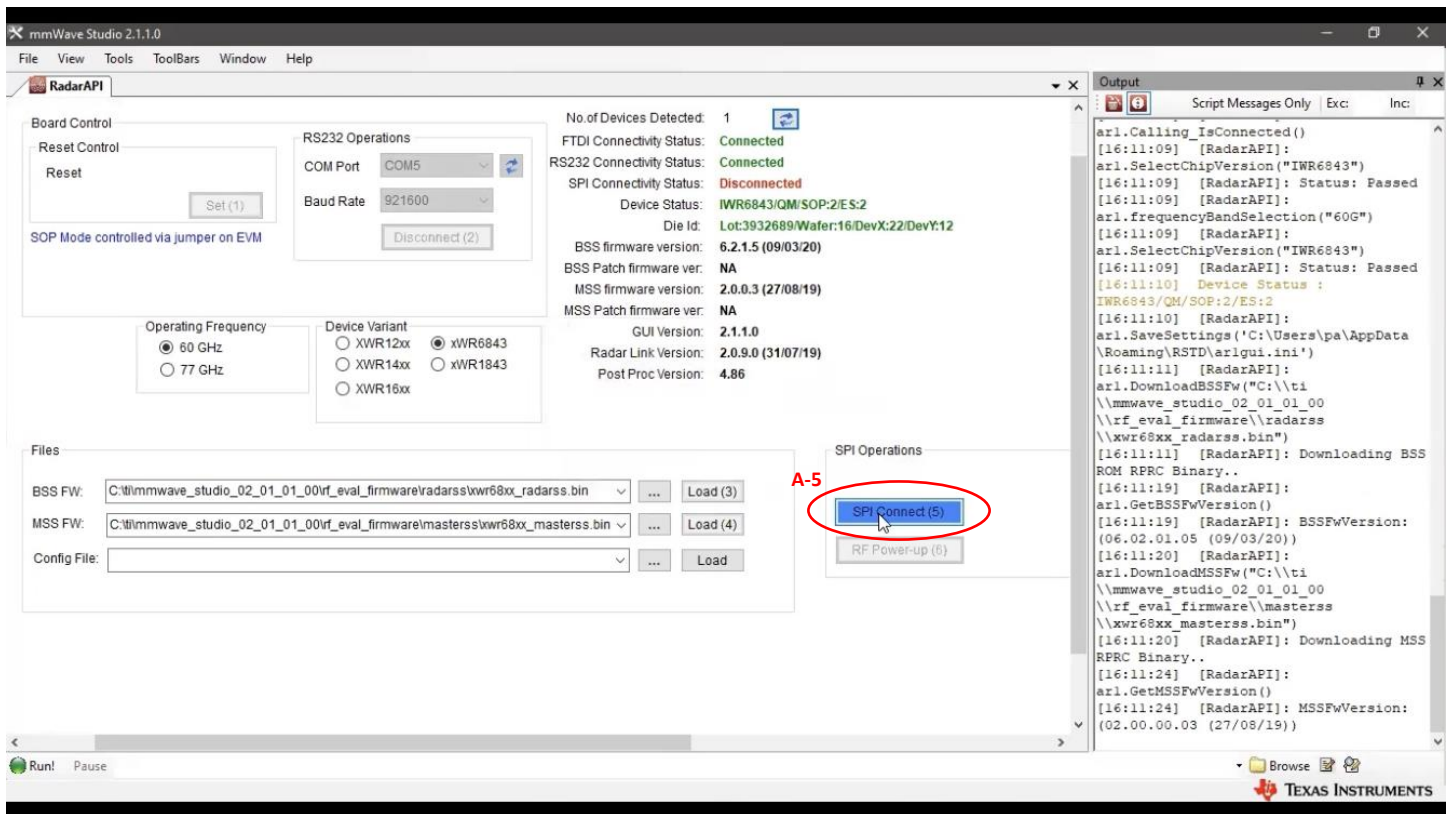 mmWave Studio 2.1.1.0
File View Tools ToolBars Window Help
RadarAPI
Board Control
Reset Control
Reset
Set (1)
SOP Mode controlled via jumper on EVM
RS232 Operations
COM Port COM5
Baud Rate 921600
Disconnect (2)
Operating Frequency
60 GHz
77 GHz
Device Variant
XWR12xx xWR6843
XWR14xx xWR1843
XWR16xx
No.of Devices Detected: 1
FTDI Connectivity Status: Connected
RS232 Connectivity Status: Connected
SPI Connectivity Status: Disconnected
Device Status: IWR6843/QM/SOP:2/ES:2
Die Id: Lot:3932689/Wafer:16/DevX:22/DevY:12
BSS firmware version: 6.2.1.5 (09/03/20)
BSS Patch firmware ver: NA
MSS firmware version: 2.0.0.3 (27/08/19)
MSS Patch firmware ver: NA
GUI Version: 2.1.1.0
Radar Link Version: 2.0.9.0 (31/07/19)
Post Proc Version: 4.86
Files
BSS FW: C:\ti\mmwave_studio_02_01_01_00\rf_eval_firmware\radarss\xwr68xx_radarss.bin ... Load (3)
MSS FW: C:\ti\mmwave_studio_02_01_01_00\rf_eval_firmware\masterss\xwr68xx_masterss.bin ... Load (4)
Config File: ... Load
SPI Operations
A-5
SPI Connect (5)
RF Power-up (6)
Output
Script Messages Only Exc: Inc:
ar1.Calling_IsConnected()
[16:11:09] [RadarAPI]:
ar1.SelectChipVersion("IWR6843")
[16:11:09] [RadarAPI]: Status: Passed
[16:11:09] [RadarAPI]:
ar1.frequencyBandSelection("60G")
[16:11:09] [RadarAPI]:
ar1.SelectChipVersion("IWR6843")
[16:11:09] [RadarAPI]: Status: Passed
[16:11:10] Device Status :
IWR6843/QM/SOP:2/ES:2
[16:11:10] [RadarAPI]:
ar1.SaveSettings('C:\Users\pa\AppData
\Roaming\RSTD\ar1gui.ini')
[16:11:11] [RadarAPI]:
ar1.DownloadBSSFw("C:\\ti
\\mmwave_studio_02_01_01_00
\\rf_eval_firmware\\radarss
\\xwr68xx_radarss.bin")
[16:11:11] [RadarAPI]: Downloading BSS
ROM RPRC Binary..
[16:11:19] [RadarAPI]:
ar1.GetBSSFwVersion()
[16:11:19] [RadarAPI]: BSSFwVersion:
(06.02.01.05 (09/03/20))
[16:11:20] [RadarAPI]:
ar1.DownloadMSSFw("C:\\ti
\\mmwave_studio_02_01_01_00
\\rf_eval_firmware\\masterss
\\xwr68xx_masterss.bin")
[16:11:20] [RadarAPI]: Downloading MSS
RPRC Binary..
[16:11:24] [RadarAPI]:
ar1.GetMSSFwVersion()
[16:11:24] [RadarAPI]: MSSFwVersion:
(02.00.00.03 (27/08/19))
Run! Pause
Browse
TEXAS INSTRUMENTS